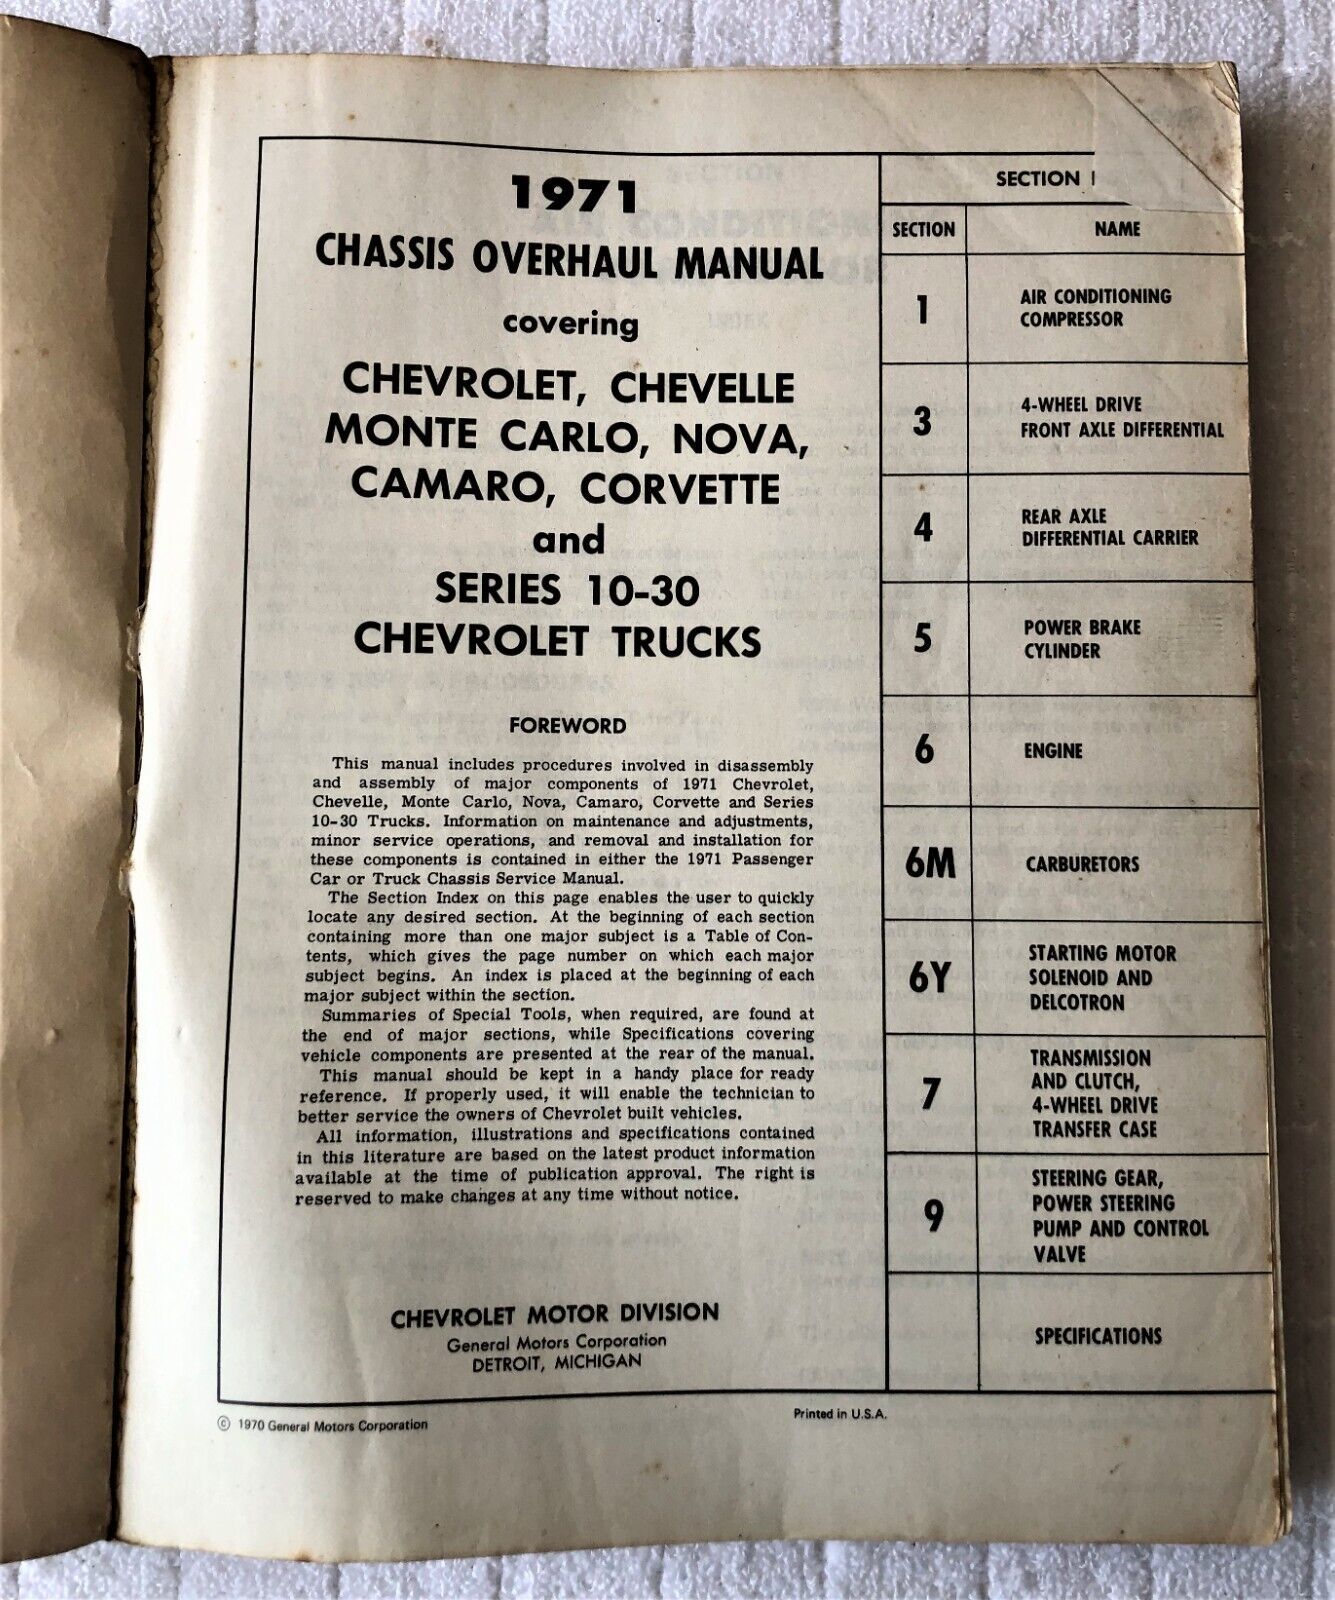 1971
CHASSIS OVERHAUL MANUAL
covering
CHEVROLET, CHEVELLE
MONTE CARLO, NOVA,
CAMARO, CORVETTE
and
SERIES 10-30
CHEVROLET TRUCKS
FOREWORD
This manual includes procedures involved in disassembly
and assembly of major components of 1971 Chevrolet,
Chevelle, Monte Carlo, Nova, Camaro, Corvette and Series
10-30 Trucks. Information on maintenance and adjustments,
minor service operations, and removal and installation for
these components is contained in either the 1971 Passenger
Car or Truck Chassis Service Manual.
The Section Index on this page enables the user to quickly
locate any desired section. At the beginning of each section
containing more than one major subject is a Table of Con-
tents, which gives the page number on which each major
subject begins. An index is placed at the beginning of each
major subject within the section.
Summaries of Special Tools, when required, are found at
the end of major sections, while Specifications covering
vehicle components are presented at the rear of the manual.
This manual should be kept in a handy place for ready
reference. If properly used, it will enable the technician to
better service the owners of Chevrolet built vehicles.
All information, illustrations and specifications contained
in this literature are based on the latest product information
available at the time of publication approval. The right is
reserved to make changes at any time without notice.
CHEVROLET MOTOR DIVISION
General Motors Corporation
DETROIT, MICHIGAN
© 1970 General Motors Corporation
Printed in U.S.A.
SECTION
SECTION NAME
1 AIR CONDITIONING
COMPRESSOR
3 4-WHEEL DRIVE
FRONT AXLE DIFFERENTIAL
4 REAR AXLE
DIFFERENTIAL CARRIER
5 POWER BRAKE
CYLINDER
6 ENGINE
6M CARBURETORS
6Y STARTING MOTOR
SOLENOID AND
DELCOTRON
7 TRANSMISSION
AND CLUTCH,
4-WHEEL DRIVE
TRANSFER CASE
9 STEERING GEAR,
POWER STEERING
PUMP AND CONTROL
VALVE
SPECIFICATIONS